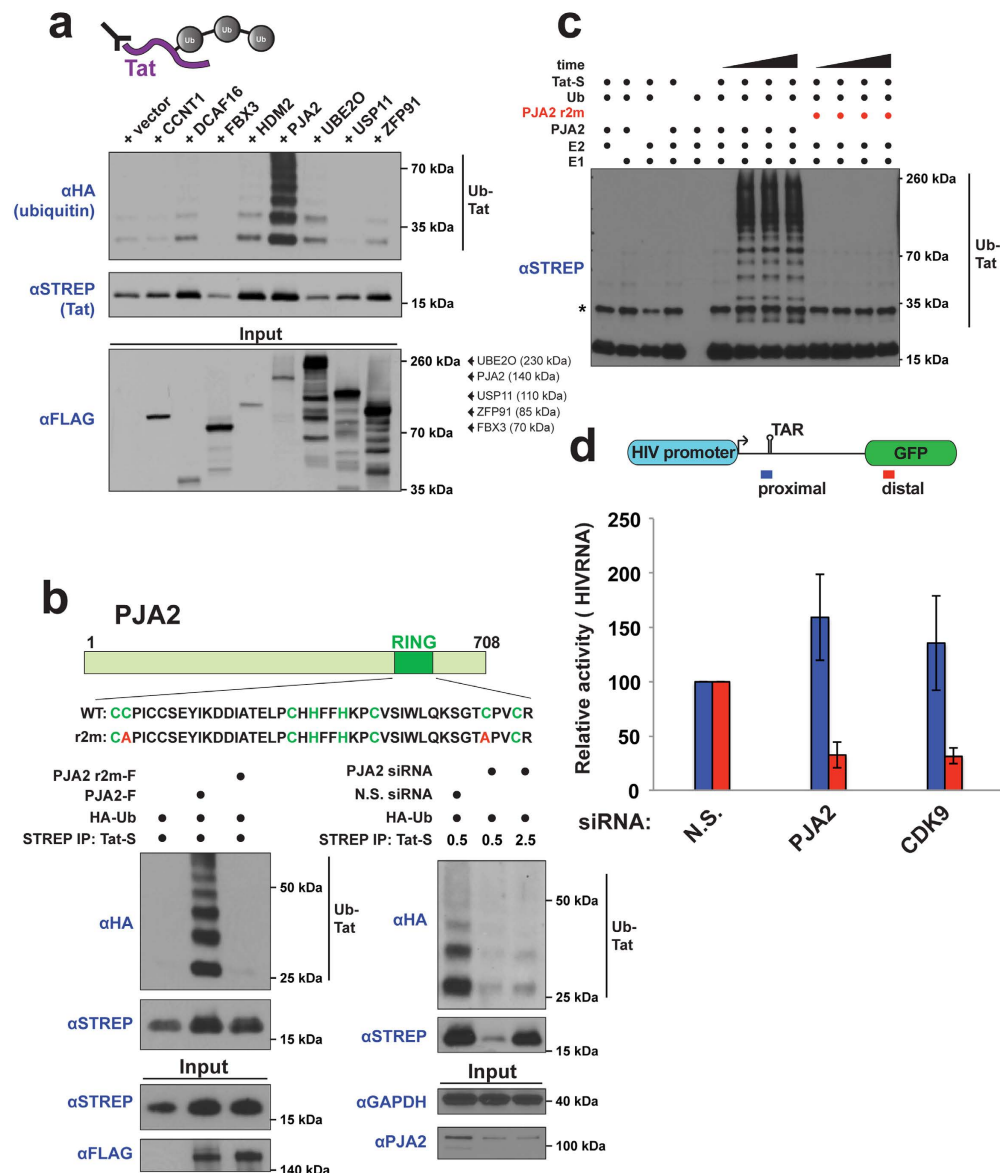 a
Ub Ub Ub
Tat
+ vector
+ CCNT1
+ DCAF16
+ FBX3
+ HDM2
+ PJA2
+ UBE2O
+ USP11
+ ZFP91
αHA
(ubiquitin)
70 kDa
35 kDa
Ub-
Tat
αSTREP
(Tat)
15 kDa
Input
αFLAG
260 kDa
70 kDa
35 kDa
UBE2O (230 kDa)
PJA2 (140 kDa)
USP11 (110 kDa)
ZFP91 (85 kDa)
FBX3 (70 kDa)
b
PJA2
1 RING 708
WT: CCPICCSEYIKDDIATELPCHHFFHKPCVSIWLQKSGTCPVCR
r2m: CAPICCSEYIKDDIATELPCHHFFHKPCVSIWLQKSGTAPVCR
PJA2 r2m-F
PJA2-F
HA-Ub
STREP IP: Tat-S
αHA
50 kDa
25 kDa
Ub-
Tat
αSTREP
15 kDa
Input
αSTREP
15 kDa
αFLAG
140 kDa
PJA2 siRNA
N.S. siRNA
HA-Ub
STREP IP: Tat-S 0.5 0.5 2.5
αHA
50 kDa
25 kDa
Ub-
Tat
αSTREP
15 kDa
Input
αGAPDH
40 kDa
αPJA2
100 kDa
c
time
Tat-S
Ub
PJA2 r2m
PJA2
E2
E1
αSTREP
*
260 kDa
70 kDa
35 kDa
15 kDa
Ub-
Tat
d
HIV promoter
TAR
GFP
proximal
distal
Relative activity ( HIVRNA)
250
200
150
100
50
0
siRNA:
N.S.
PJA2
CDK9